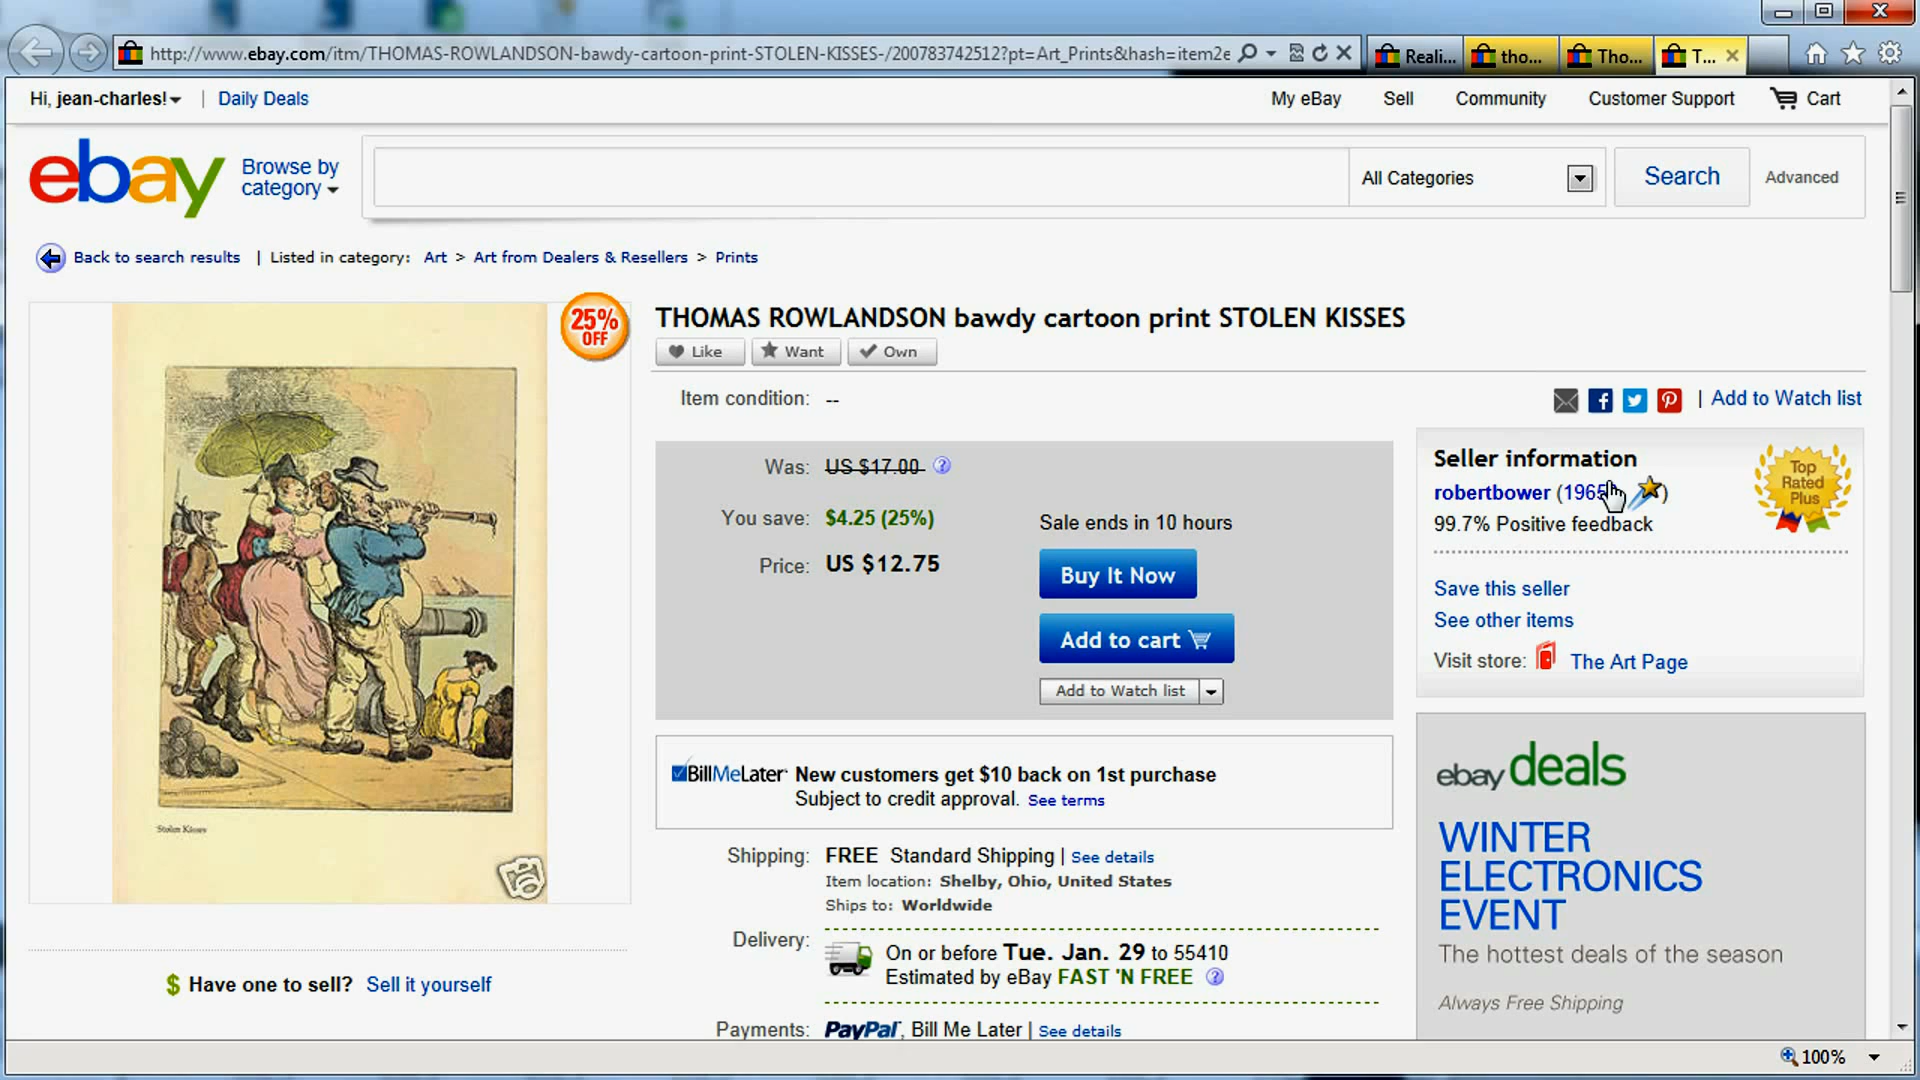 http://www.ebay.com/itm/THOMAS-ROWLANDSON-bawdy-cartoon-print-STOLEN-KISSES-/200783742512?pt=Art_Prints&hash=item2e
Reali...
tho...
Tho...
T...
Hi, jean-charles!
Daily Deals
My eBay
Sell
Community
Customer Support
Cart
ebay
Browse by
category
All Categories
Search
Advanced
Back to search results | Listed in category: Art > Art from Dealers & Resellers > Prints
25%
OFF
THOMAS ROWLANDSON bawdy cartoon print STOLEN KISSES
Like
Want
Own
Item condition: --
| Add to Watch list
Was: US $17.00
You save: $4.25 (25%)
Price: US $12.75
Sale ends in 10 hours
Buy It Now
Add to cart
Add to Watch list
Seller information
robertbower (1965 )
99.7% Positive feedback
Top
Rated
Plus
Save this seller
See other items
Visit store: The Art Page
Stolen Kisses
BillMeLater New customers get $10 back on 1st purchase
Subject to credit approval. See terms
Shipping: FREE Standard Shipping | See details
Item location: Shelby, Ohio, United States
Ships to: Worldwide
Delivery: On or before Tue. Jan. 29 to 55410
Estimated by eBay FAST 'N FREE
Payments: PayPal, Bill Me Later | See details
ebay deals
WINTER
ELECTRONICS
EVENT
The hottest deals of the season
Always Free Shipping
$ Have one to sell? Sell it yourself
100%